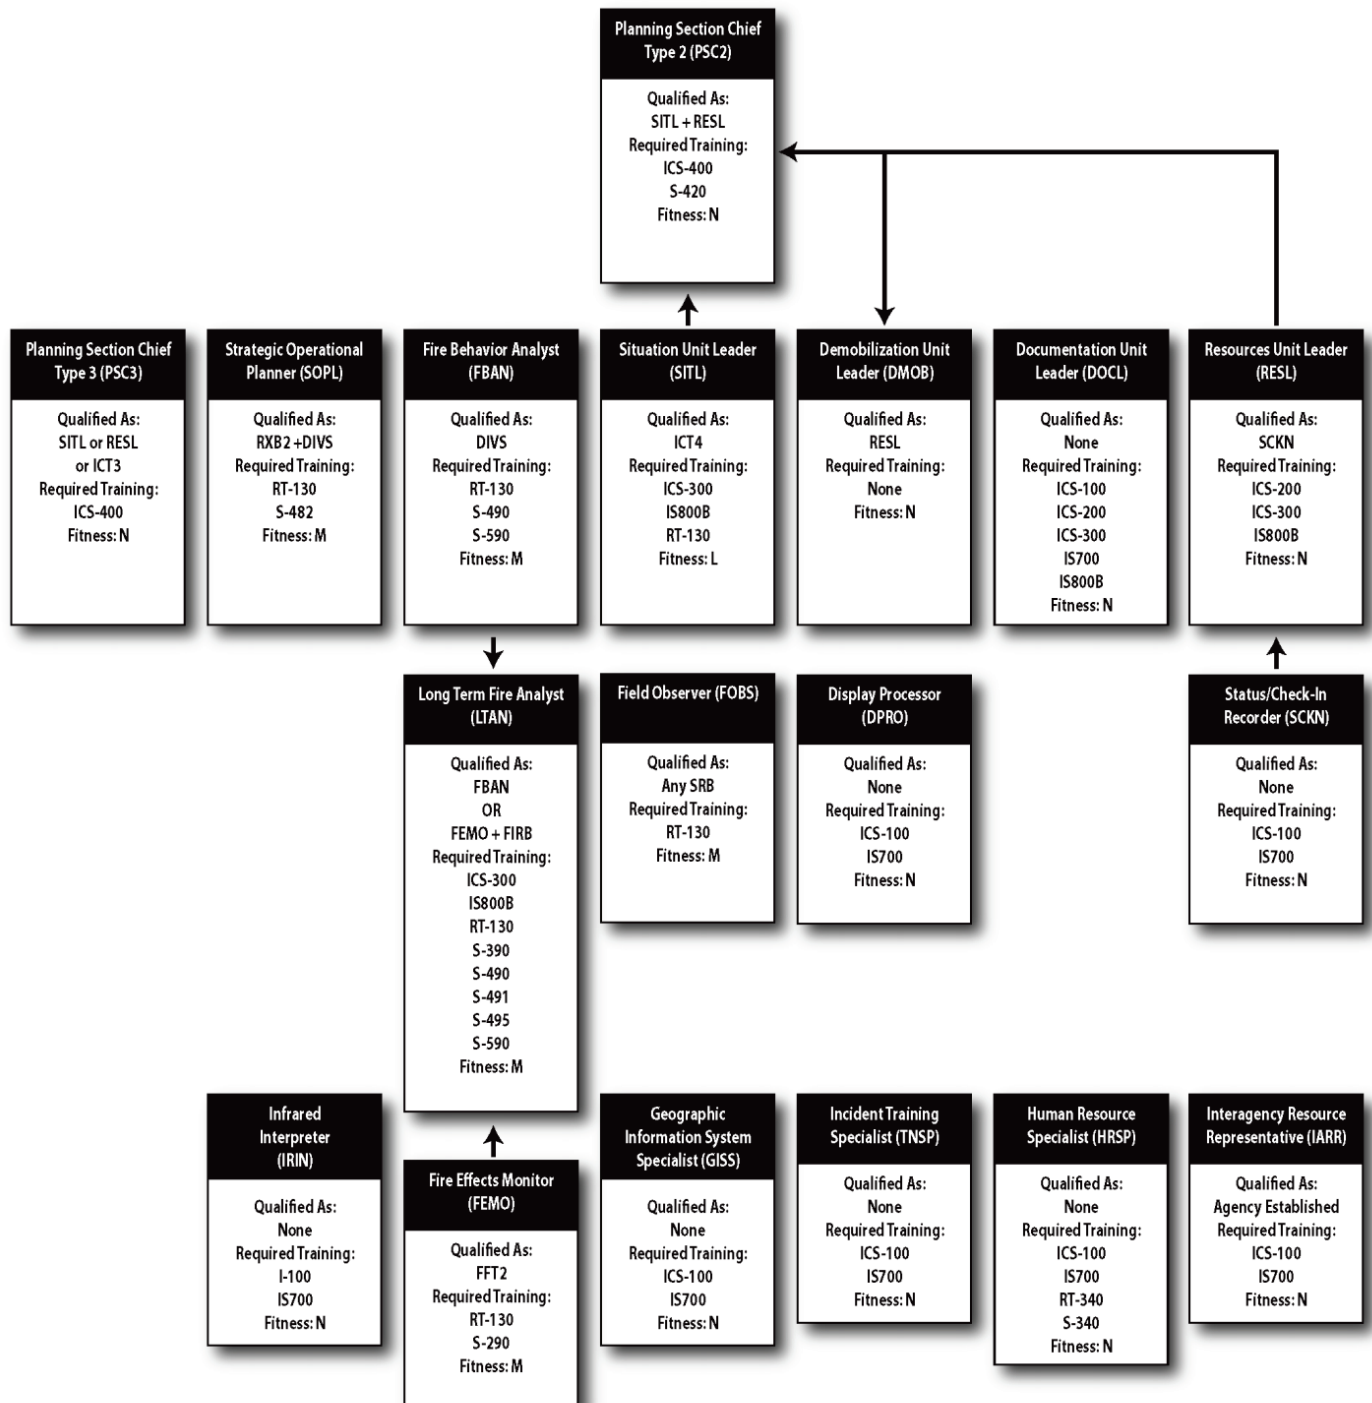 Planning Section Chief
Type 2 (PSC2)
Qualified As:
SITL + RESL
Required Training:
ICS-400
S-420
Fitness: N
Planning Section Chief
Type 3 (PSC3)
Qualified As:
SITL or RESL
or ICT3
Required Training:
ICS-400
Fitness: N
Strategic Operational
Planner (SOPL)
Qualified As:
RXB2 +DIVS
Required Training:
RT-130
S-482
Fitness: M
Fire Behavior Analyst
(FBAN)
Qualified As:
DIVS
Required Training:
RT-130
S-490
S-590
Fitness: M
Situation Unit Leader
(SITL)
Qualified As:
ICT4
Required Training:
ICS-300
IS800B
RT-130
Fitness: L
Demobilization Unit
Leader (DMOB)
Qualified As:
RESL
Required Training:
None
Fitness: N
Documentation Unit
Leader (DOCL)
Qualified As:
None
Required Training:
ICS-100
ICS-200
ICS-300
IS700
IS800B
Fitness: N
Resources Unit Leader
(RESL)
Qualified As:
SCKN
Required Training:
ICS-200
ICS-300
IS800B
Fitness: N
Long Term Fire Analyst
(LTAN)
Qualified As:
FBAN
OR
FEMO + FIRB
Required Training:
ICS-300
IS800B
RT-130
S-390
S-490
S-491
S-495
S-590
Fitness: M
Field Observer (FOBS)
Qualified As:
Any SRB
Required Training:
RT-130
Fitness: M
Display Processor
(DPRO)
Qualified As:
None
Required Training:
ICS-100
IS700
Fitness: N
Status/Check-In
Recorder (SCKN)
Qualified As:
None
Required Training:
ICS-100
IS700
Fitness: N
Infrared
Interpreter
(IRIN)
Qualified As:
None
Required Training:
I-100
IS700
Fitness: N
Fire Effects Monitor
(FEMO)
Qualified As:
FFT2
Required Training:
RT-130
S-290
Fitness: M
Geographic
Information System
Specialist (GISS)
Qualified As:
None
Required Training:
ICS-100
IS700
Fitness: N
Incident Training
Specialist (TNSP)
Qualified As:
None
Required Training:
ICS-100
IS700
Fitness: N
Human Resource
Specialist (HRSP)
Qualified As:
None
Required Training:
ICS-100
IS700
RT-340
S-340
Fitness: N
Interagency Resource
Representative (IARR)
Qualified As:
Agency Established
Required Training:
ICS-100
IS700
Fitness: N